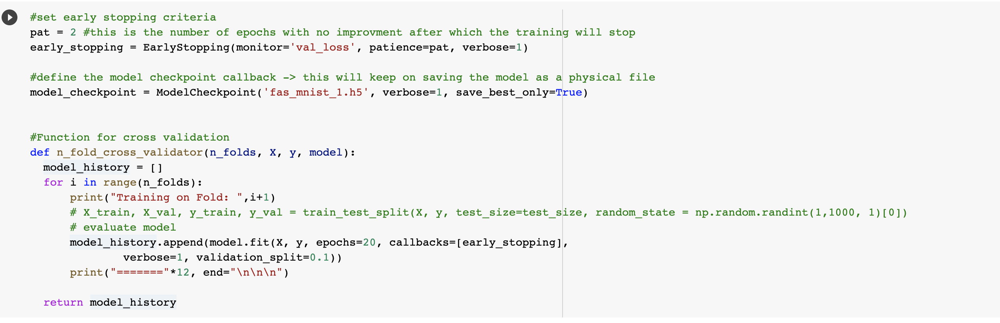 #set early stopping criteria
pat = 2 #this is the number of epochs with no improvment after which the training will stop
early_stopping = EarlyStopping(monitor='val_loss', patience=pat, verbose=1)
#define the model checkpoint callback -> this will keep on saving the model as a physical file
model_checkpoint = ModelCheckpoint('fas_mnist_1.h5', verbose=1, save_best_only=True)
#Function for cross validation
def n_fold_cross_validator(n_folds, X, y, model):
  model_history = []
  for i in range(n_folds):
      print("Training on Fold: ",i+1)
      # X_train, X_val, y_train, y_val = train_test_split(X, y, test_size=test_size, random_state = np.random.randint(1,1000, 1)[0])
      # evaluate model
      model_history.append(model.fit(X, y, epochs=20, callbacks=[early_stopping],
              verbose=1, validation_split=0.1))
      print("======="*12, end="\n\n\n")
  return model_history